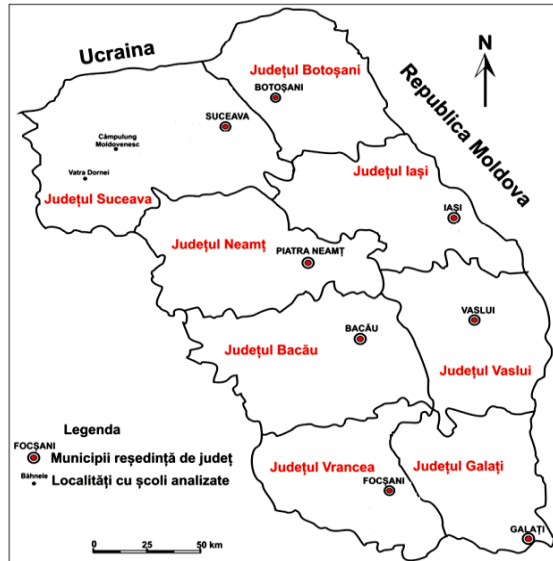 Ucraina
N
Județul Botoșani
BOTOȘANI
Republica Moldova
SUCEAVA
Câmpulung
Moldovenesc
Vatra Dornei
Județul Suceava
Județul Iași
IAȘI
Județul Neamț
PIATRA NEAMȚ
VASLUI
BACĂU
Județul Bacău
Județul Vaslui
Legenda
FOCȘANI
Municipii reședință de județ
Băhneie
Localități cu școli analizate
Județul Vrancea
Județul Galați
FOCȘANI
GALAȚI
0 25 50 km